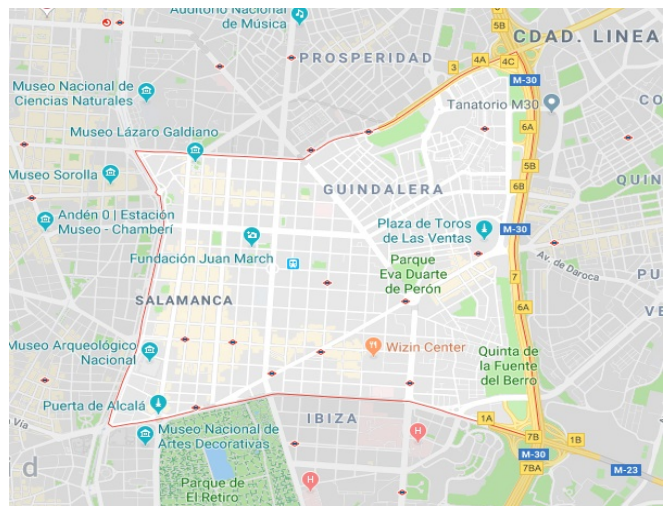 Auditorio Nacional
de Música
5B
CDAD. LINEA
PROSPERIDAD
4A
4C
3
M-30
Museo Nacional de
Ciencias Naturales
Tanatorio M30
CO
6A
Museo Lázaro Galdiano
5B
Museo Sorolla
GUINDALERA
6B
QUIN
Andén 0 | Estación
Museo - Chamberí
Plaza de Toros
de Las Ventas
M-30
Fundación Juan March
Parque
Eva Duarte
de Perón
Av. de Daroca
7
PU
SALAMANCA
6A
VE
Museo Arqueológico
Nacional
Wizin Center
Quinta de
la Fuente
del Berro
Puerta de Alcalá
IBIZA
1A
Vía
Museo Nacional de
Artes Decorativas
H
7B
1B
M-30
d
7BA
M-23
Parque de
El Retiro
H